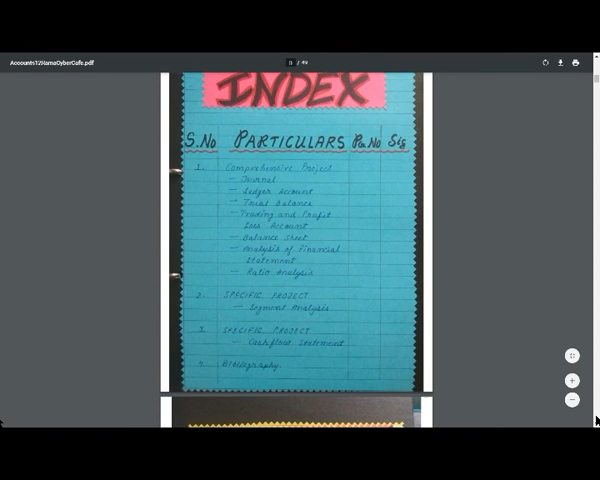 Accounts12HamaCyberCafe.pdf
/ 49
INDEX
S.No PARTICULARS Pg.No Sig
1. Comprehensive Project
- Journal
- Ledger Account
- Trial Balance
- Trading and Profit
Loss Account
- Balance Sheet
- Analysis of Financial
Statement
- Ratio Analysis
2. SPECIFIC PROJECT
- Segment Analysis
3. SPECIFIC PROJECT
- Cashflow Statement
4. Bibliography.